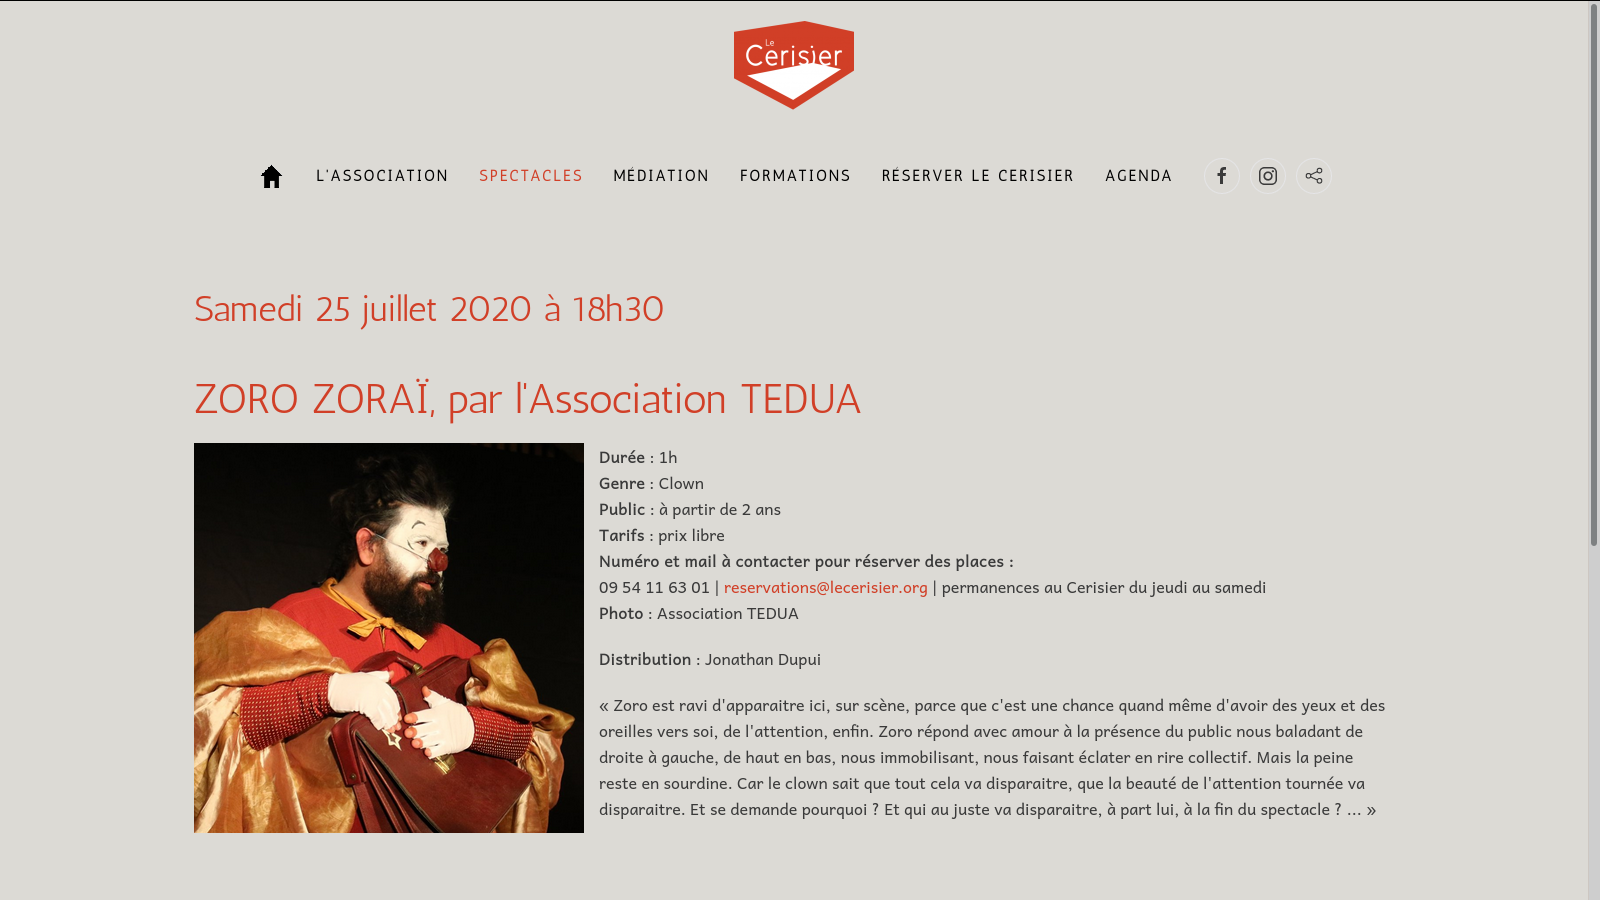 Le
Cerisier
L'ASSOCIATION SPECTACLES MÉDIATION FORMATIONS RÉSERVER LE CERISIER AGENDA
Samedi 25 juillet 2020 à 18h30
ZORO ZORAÏ, par l'Association TEDUA
Durée : 1h
Genre : Clown
Public : à partir de 2 ans
Tarifs : prix libre
Numéro et mail à contacter pour réserver des places :
09 54 11 63 01 | reservations@lecerisier.org | permanences au Cerisier du jeudi au samedi
Photo : Association TEDUA
Distribution : Jonathan Dupui
« Zoro est ravi d'apparaitre ici, sur scène, parce que c'est une chance quand même d'avoir des yeux et des
oreilles vers soi, de l'attention, enfin. Zoro répond avec amour à la présence du public nous baladant de
droite à gauche, de haut en bas, nous immobilisant, nous faisant éclater en rire collectif. Mais la peine
reste en sourdine. Car le clown sait que tout cela va disparaitre, que la beauté de l'attention tournée va
disparaitre. Et se demande pourquoi ? Et qui au juste va disparaitre, à part lui, à la fin du spectacle ? ... »